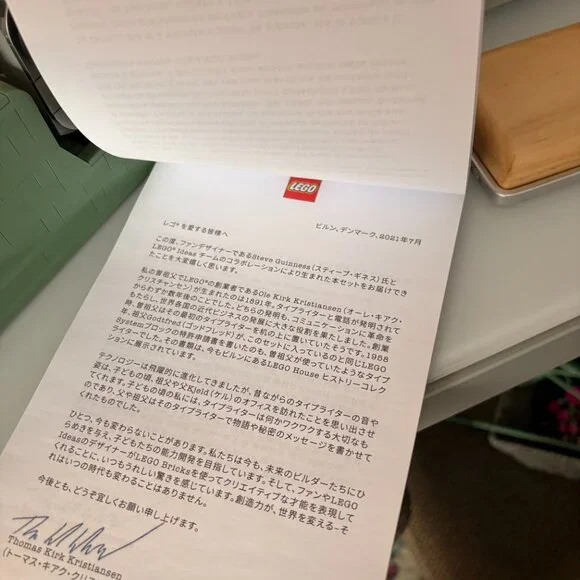 LEGO
レゴ®を愛する皆様へ
ビルン、デンマーク、2021年7月
この度、ファンデザイナーであるSteve Guinness（スティーブ・ギネス）氏と
LEGO® Ideas チームのコラボレーションにより生まれた本セットをお届けでき
たことを大変嬉しく思います。
私の曽祖父でLEGO®の創業者であるOle Kirk Kristiansen（オーレ・キアク・
クリスチャンセン）が生まれたのは1891年。タイプライターと電話が発明されて
からわずか数年後のことでした。どちらの発明も、コミュニケーションに革命を
もたらし、世界各国の近代ビジネスの発展に大きな役割を果たしました。創業
時、曽祖父はその最初のタイプライターを机の上に置いていたそうです。1958
年、祖父Godtfred（ゴッドフレッド）が、このセットに入っているのと同じLEGO
Systemブロックの特許申請書を書いたのも、曽祖父が使っていたようなタイプ
ライターでした。その書類は、今もビルンにあるLEGO House ヒストリーコレク
ションに展示されています。
テクノロジーは飛躍的に進化してきましたが、昔ながらのタイプライターの音や
姿は、子どもの頃、祖父や父Kjeld（ケル）のオフィスを訪れたことを思い出させ
てくれます。子どもの頃の私には、タイプライターは何かワクワクする大切なも
のであり、父や祖父はそのタイプライターで物語や秘密のメッセージを書かせて
くれたものでした。
ひとつ、今も変わらないことがあります。私たちは今も、未来のビルダーたちにひ
らめきを与え、子どもたちの能力開発を目指しています。そして、ファンやLEGO
IdeasのデザイナーがLEGO Bricksを使ってクリエイティブな才能を表現して
くれることに、いつもうれしい驚きを感じています。創造力が、世界を変える–そ
れはいつの時代も変わることはありません。
今後とも、どうぞ宜しくお願い申し上げます。
Thomas Kirk Kristiansen
（トーマス・キアク・クリス